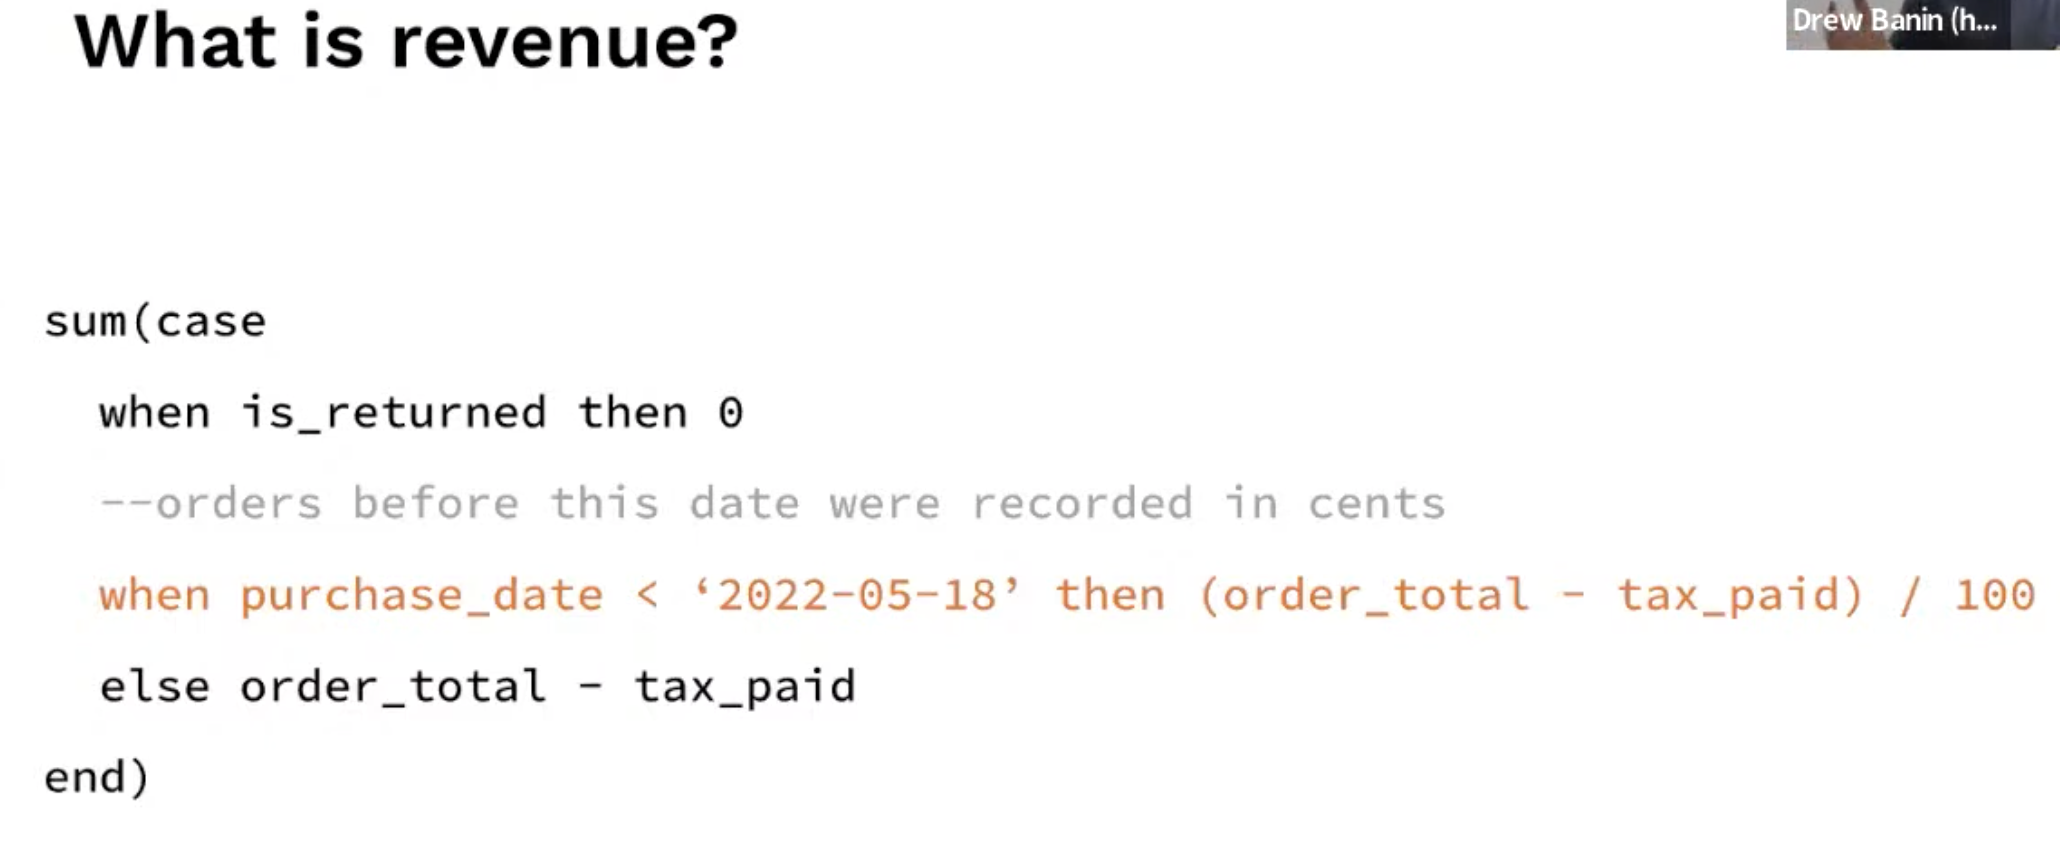 What is revenue?
Drew Banin (h...
sum(case
when is_returned then 0
--orders before this date were recorded in cents
when purchase_date < ‘2022-05-18’ then (order_total - tax_paid) / 100
else order_total - tax_paid
end)